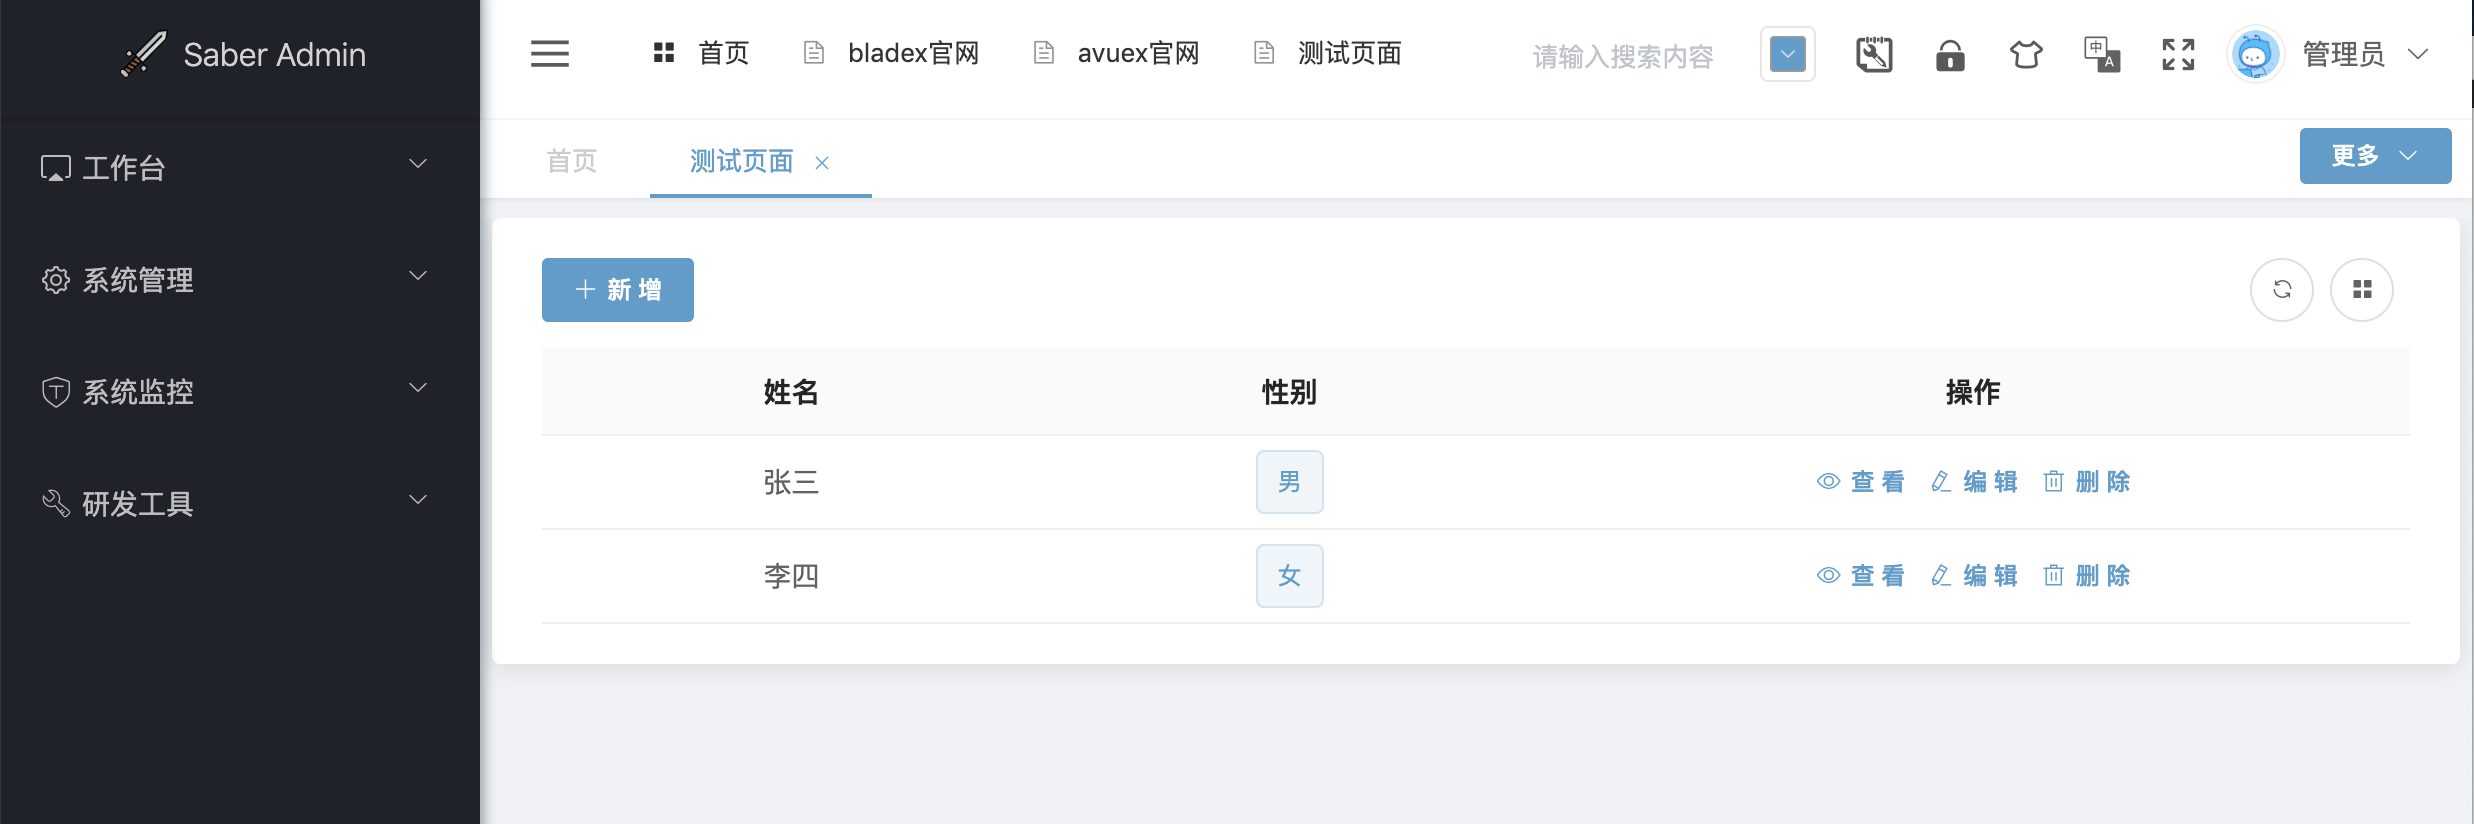 Saber Admin
首页 bladex官网 avuex官网 测试页面 请输入搜索内容 中 A 管理员
工作台
系统管理
系统监控
研发工具
首页 测试页面 更多
新 增
姓名 性别 操作
张三 男 查 看 编 辑 删 除
李四 女 查 看 编 辑 删 除